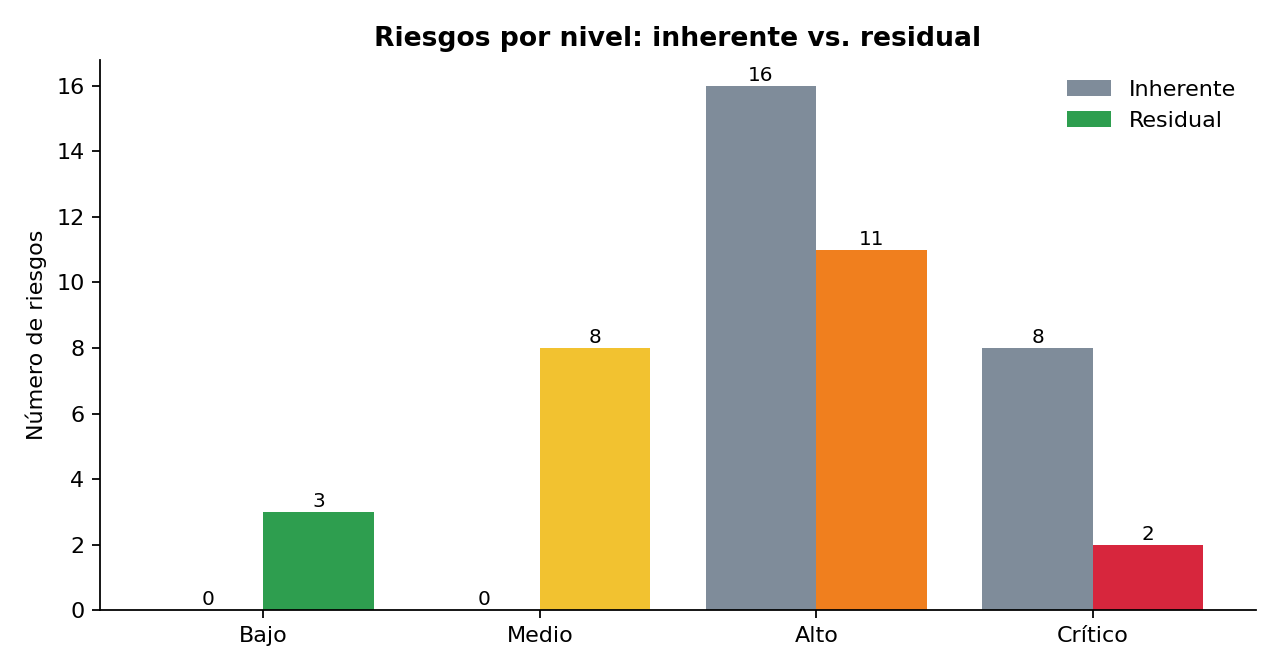 Riesgos por nivel: inherente vs. residual
Inherente
Residual
Número de riesgos
16
14
12
10
8
6
4
2
0
0
3
0
8
16
11
8
2
Bajo
Medio
Alto
Crítico